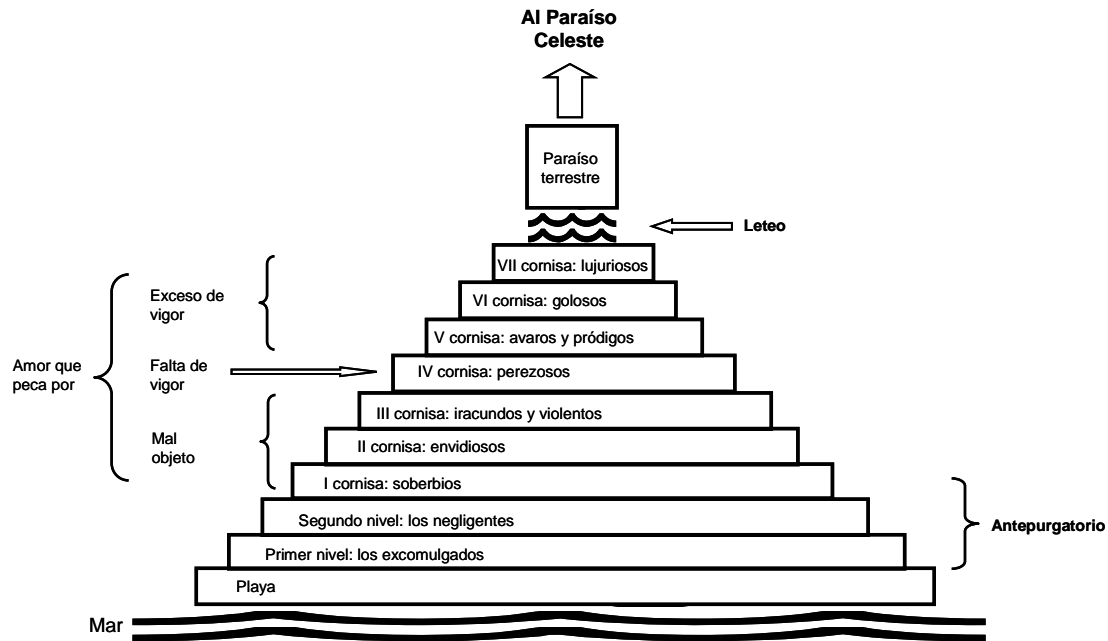 Al Paraíso
Celeste
Paraíso
terrestre
Leteo
VII cornisa: lujuriosos
Exceso de
vigor
VI cornisa: golosos
V cornisa: avaros y pródigos
Amor que
peca por
Falta de
vigor
IV cornisa: perezosos
III cornisa: iracundos y violentos
Mal
objeto
II cornisa: envidiosos
I cornisa: soberbios
Segundo nivel: los negligentes
Antepurgatorio
Primer nivel: los excomulgados
Playa
Mar